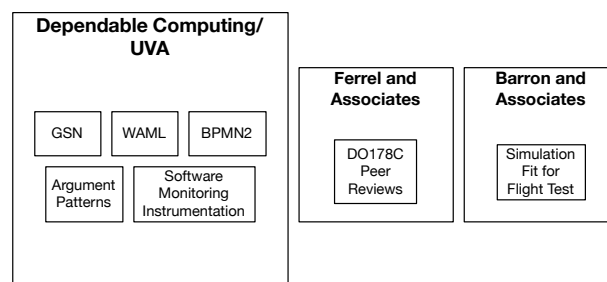 Dependable Computing/
UVA
GSN
WAML
BPMN2
Argument
Patterns
Software
Monitoring
Instrumentation
Ferrel and
Associates
DO178C
Peer
Reviews
Barron and
Associates
Simulation
Fit for
Flight Test